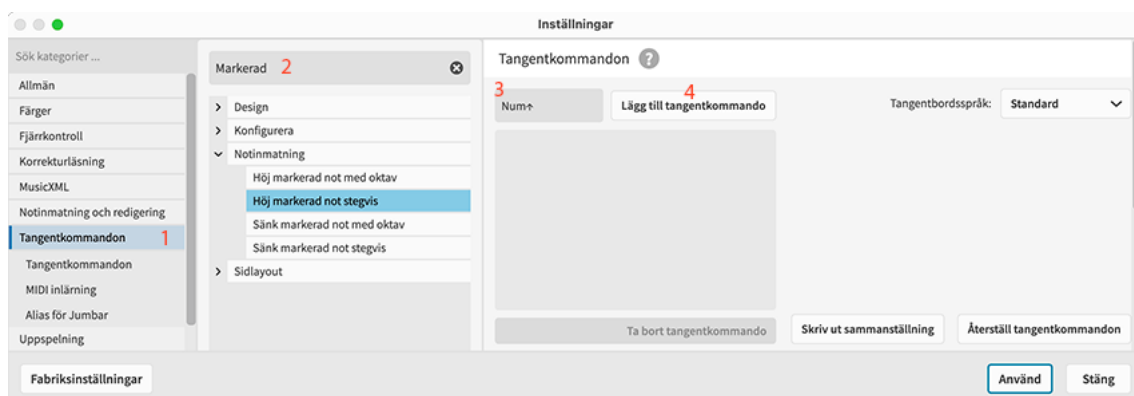 Inställningar
Sök kategorier ...
Allmän
Färger
Fjärrkontroll
Korrekturläsning
MusicXML
Notinmatning och redigering
Tangentkommandon 1
Tangentkommandon
MIDI inlärning
Alias för Jumbar
Uppspelning
Markerad 2
Design
Konfigurera
Notinmatning
Höj markerad not med oktav
Höj markerad not stegvis
Sänk markerad not med oktav
Sänk markerad not stegvis
Sidlayout
Tangentkommandon ?
3 4
Num↑ Lägg till tangentkommando Tangentbordsspråk: Standard
Ta bort tangentkommando Skriv ut sammanställning Återställ tangentkommandon
Fabriksinställningar Använd Stäng